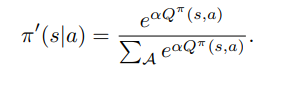 π′(s|a) = e^{αQ^π(s,a)} / ∑_A e^{αQ^π(s,a)}.